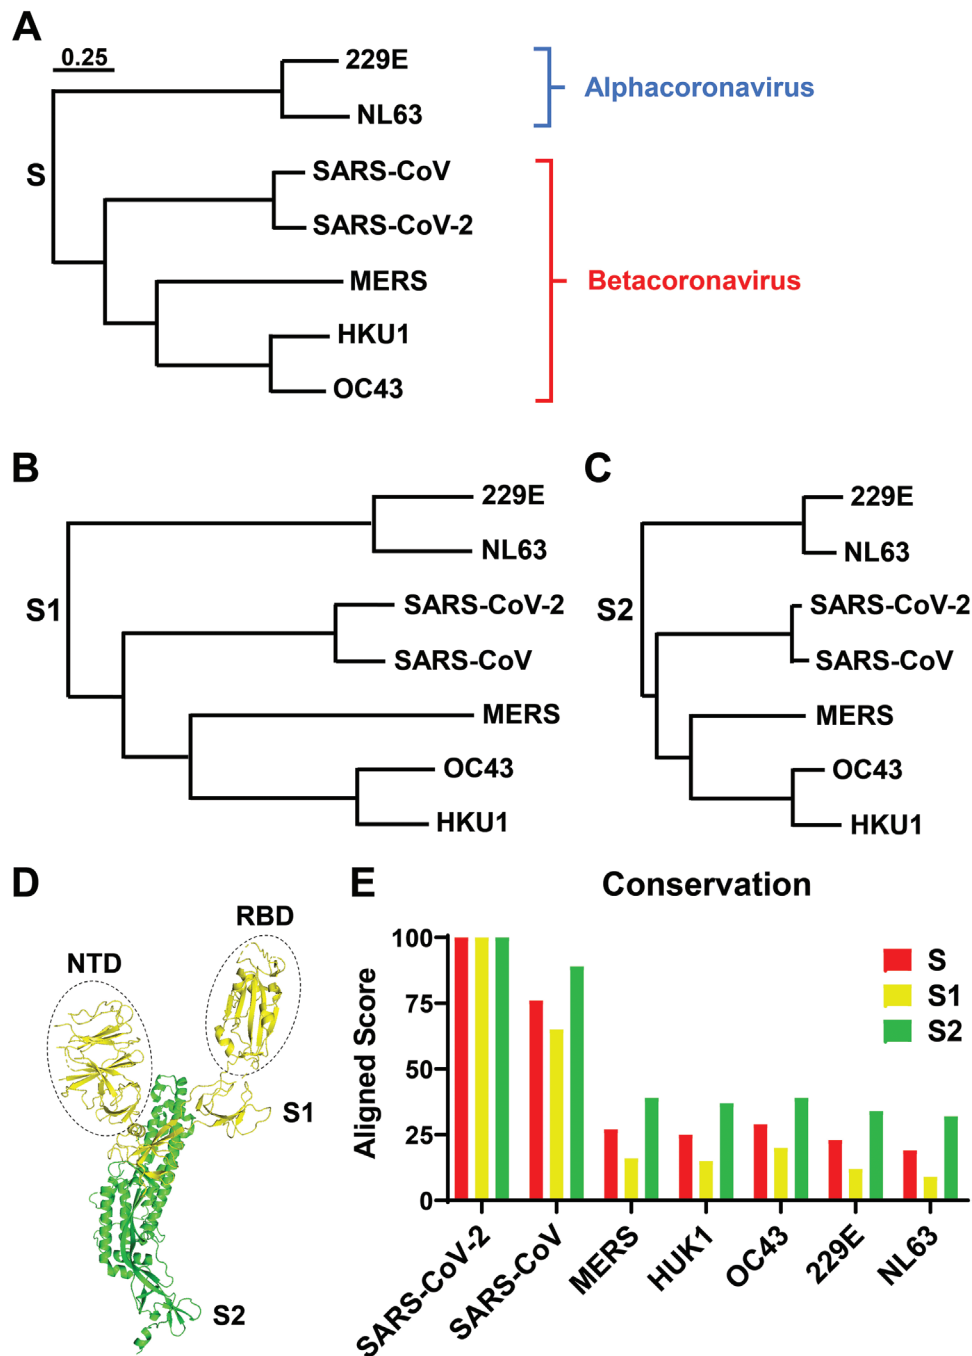 A
0.25
229E
NL63
Alphacoronavirus
S
SARS-CoV
SARS-CoV-2
MERS
HKU1
OC43
Betacoronavirus
B
229E
NL63
S1
SARS-CoV-2
SARS-CoV
MERS
OC43
HKU1
C
229E
NL63
S2
SARS-CoV-2
SARS-CoV
MERS
OC43
HKU1
D
RBD
NTD
S1
S2
E
Conservation
Aligned Score
100
75
50
25
0
S
S1
S2
SARS-CoV-2
SARS-CoV
MERS
HUK1
OC43
229E
NL63